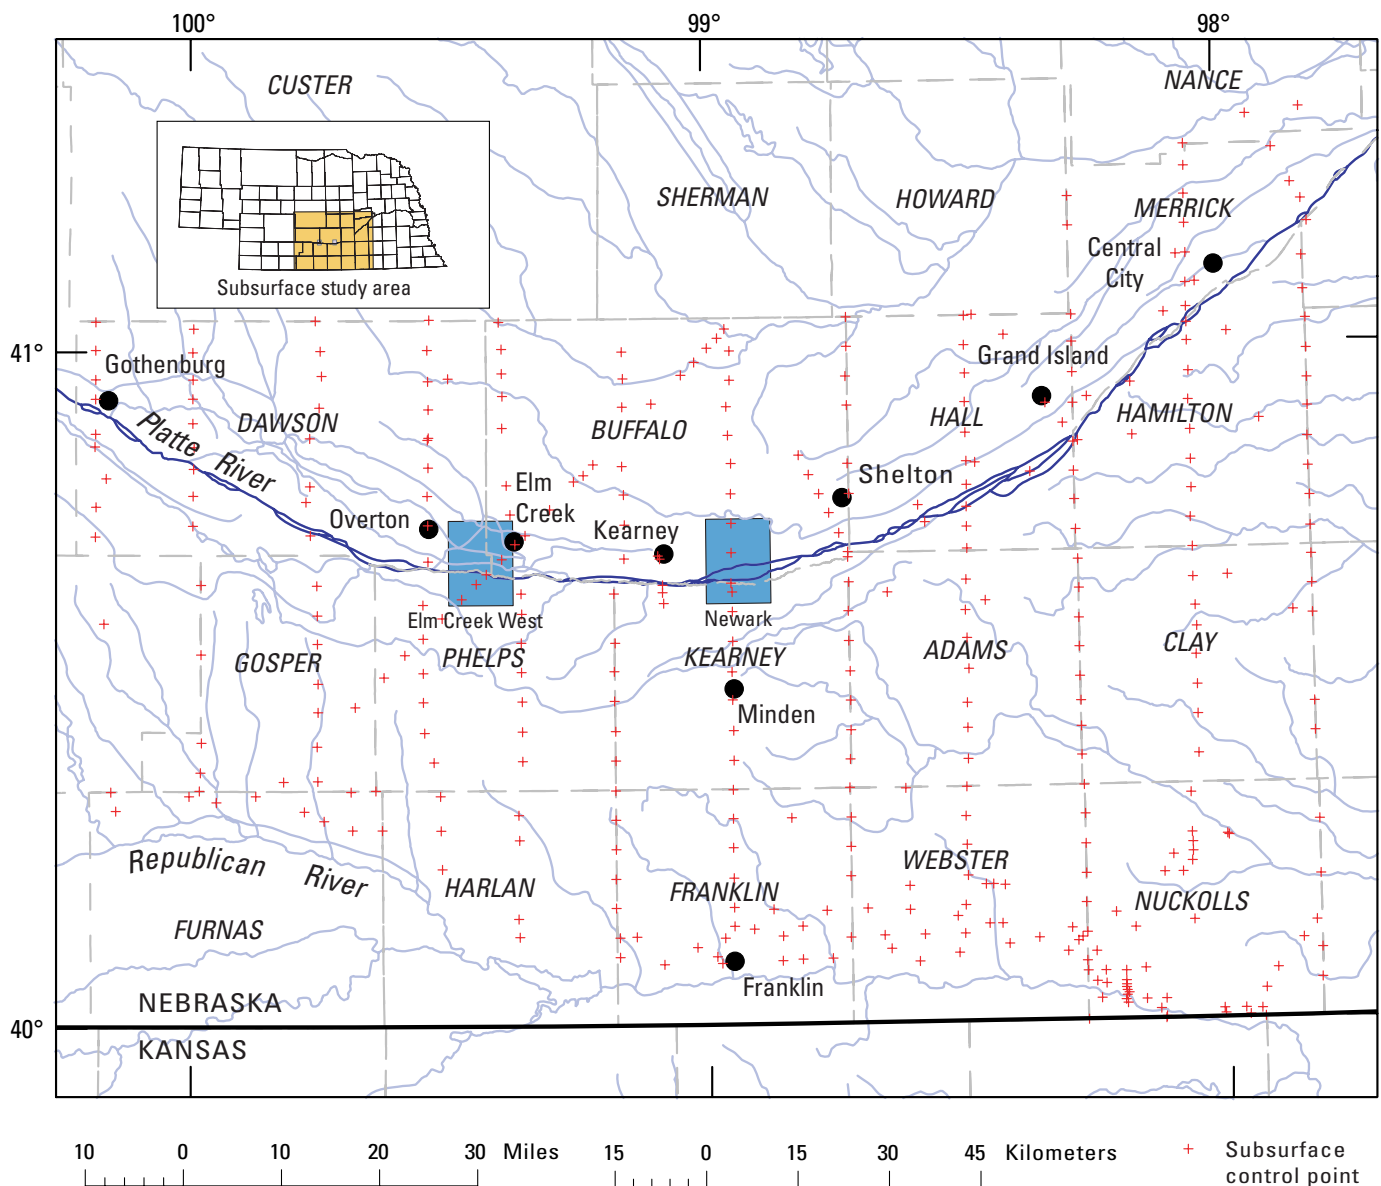 100°
99°
98°
CUSTER
NANCE
SHERMAN
HOWARD
MERRICK
Central
City
Subsurface study area
41°
Gothenburg
Grand Island
DAWSON
BUFFALO
HALL
HAMILTON
Platte River
Elm
Creek
Shelton
Overton
Kearney
Elm Creek West
Newark
GOSPER
PHELPS
KEARNEY
ADAMS
CLAY
Minden
Republican River
HARLAN
FRANKLIN
WEBSTER
NUCKOLLS
FURNAS
Franklin
NEBRASKA
40°
KANSAS
10 0 10 20 30 Miles
15 0 15 30 45 Kilometers
Subsurface
control point